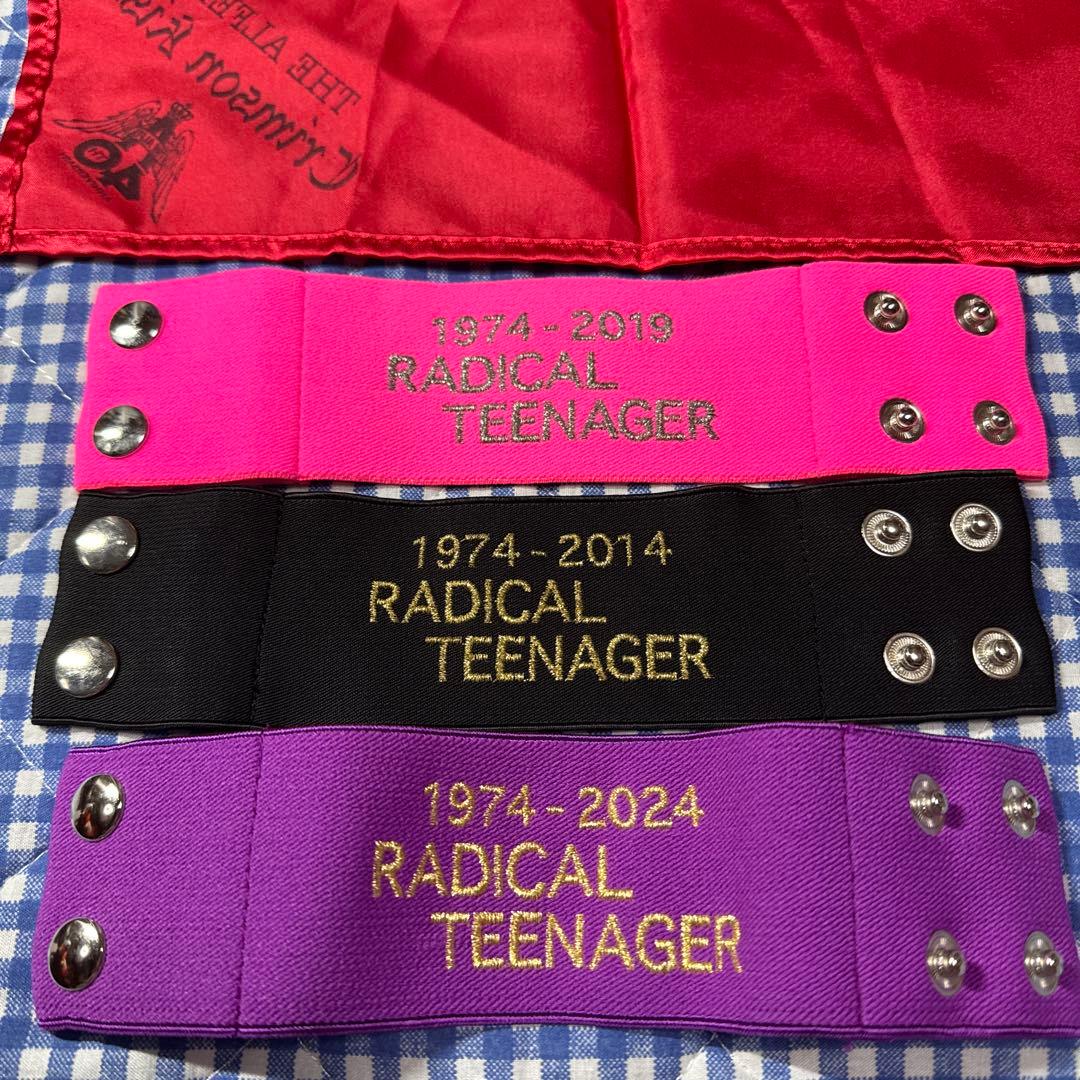 THE ALFEE
Crimson
1974 - 2019
RADICAL
TEENAGER
1974 - 2014
RADICAL
TEENAGER
1974 - 2024
RADICAL
TEENAGER